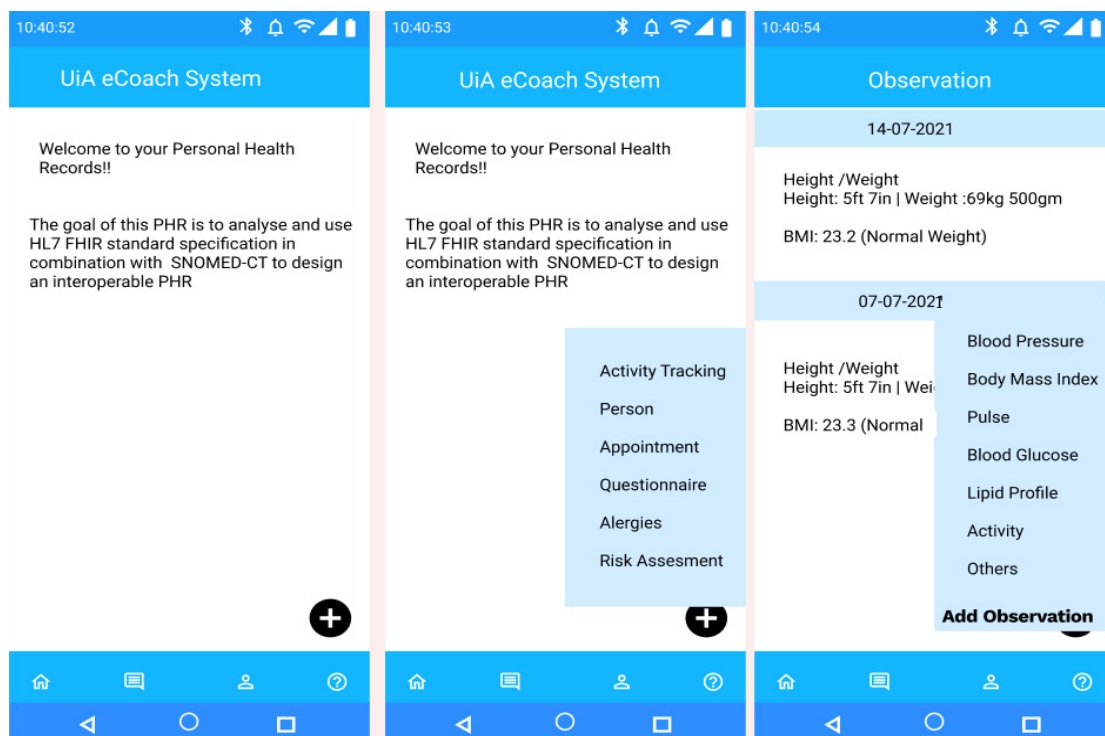 10:40:52
UiA eCoach System
Welcome to your Personal Health
Records!!
The goal of this PHR is to analyse and use
HL7 FHIR standard specification in
combination with SNOMED-CT to design
an interoperable PHR
10:40:53
UiA eCoach System
Welcome to your Personal Health
Records!!
The goal of this PHR is to analyse and use
HL7 FHIR standard specification in
combination with SNOMED-CT to design
an interoperable PHR
Activity Tracking
Person
Appointment
Questionnaire
Alergies
Risk Assesment
10:40:54
Observation
14-07-2021
Height /Weight
Height: 5ft 7in | Weight :69kg 500gm
BMI: 23.2 (Normal Weight)
07-07-2021
Height /Weight
Height: 5ft 7in | Wei
BMI: 23.3 (Normal
Blood Pressure
Body Mass Index
Pulse
Blood Glucose
Lipid Profile
Activity
Others
Add Observation